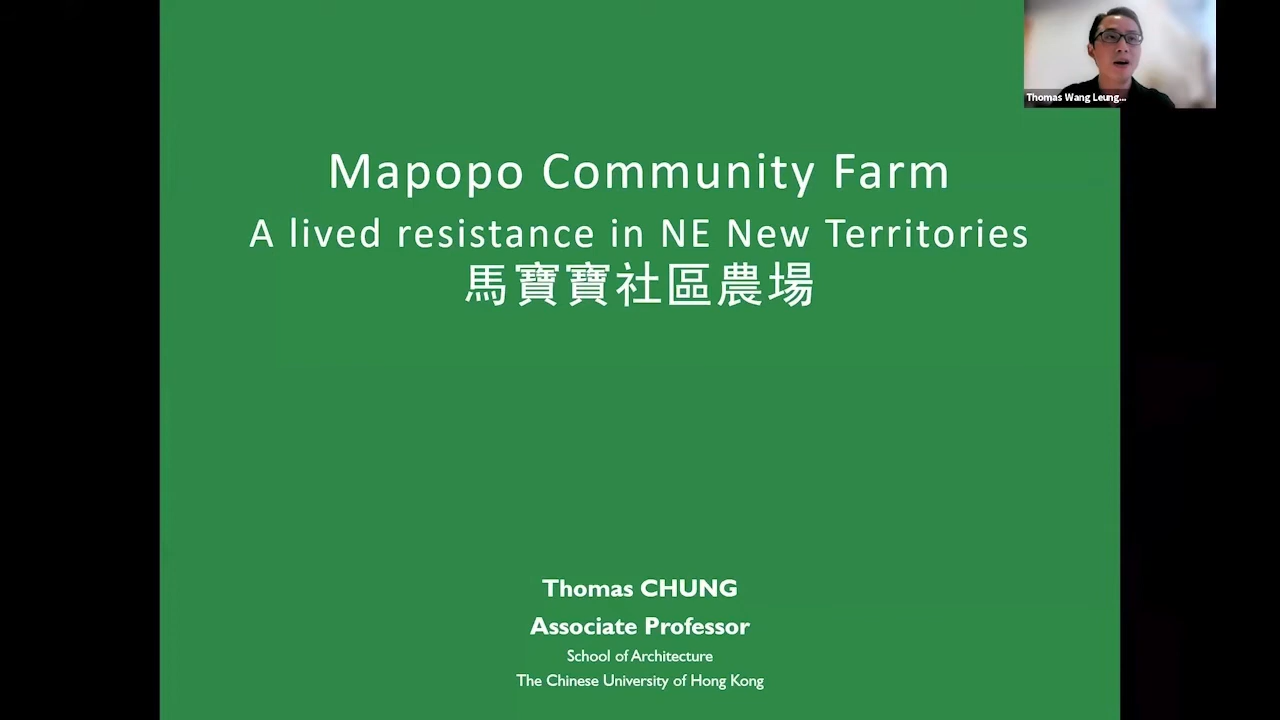 Thomas Wang Leung...
Mapopo Community Farm
A lived resistance in NE New Territories
馬寶寶社區農場
Thomas CHUNG
Associate Professor
School of Architecture
The Chinese University of Hong Kong